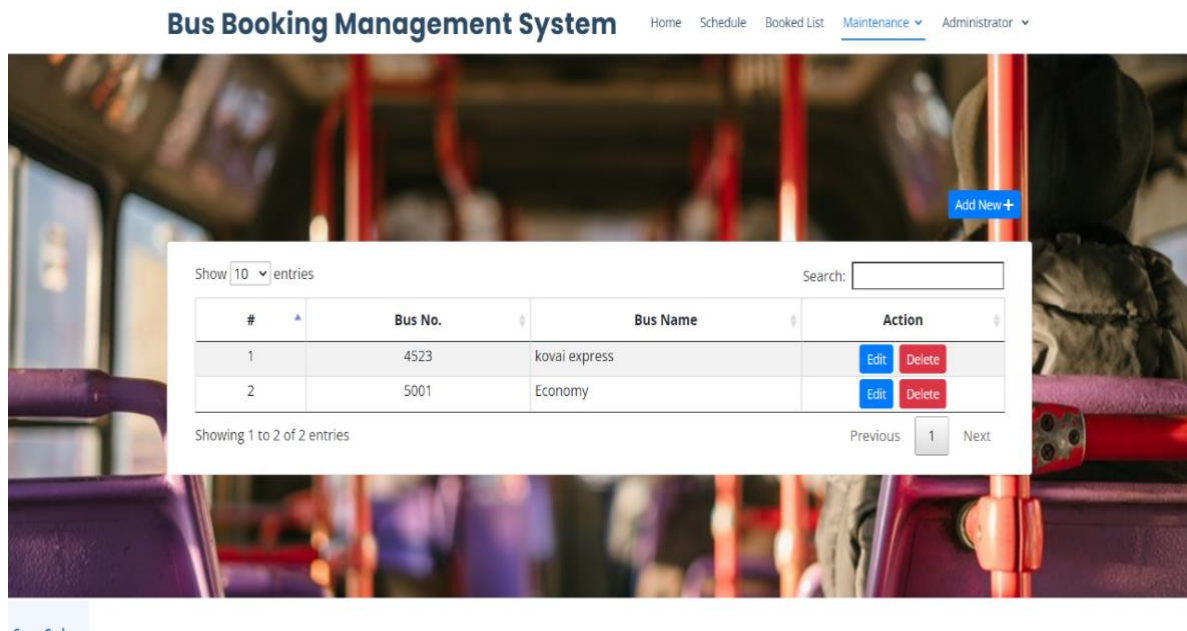 Bus Booking Management System Home Schedule Booked List Maintenance Administrator
Add New+
Show 10 entries Search:
# Bus No. Bus Name Action
1 4523 kovai express Edit Delete
2 5001 Economy Edit Delete
Showing 1 to 2 of 2 entries Previous 1 Next